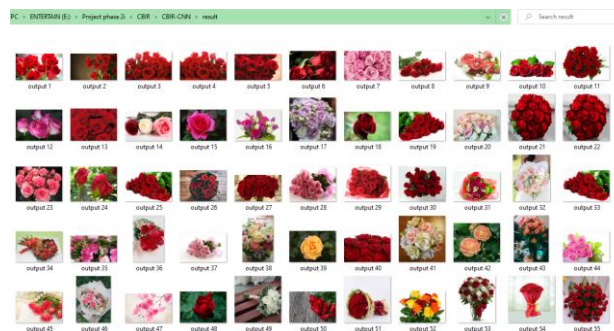 PC > ENTERTAIN (E:) > Project phase 2i > CBIR > CBIR-CNN > result
Search result
output 1 output 2 output 3 output 4 output 5 output 6 output 7 output 8 output 9 output 10 output 11
output 12 output 13 output 14 output 15 output 16 output 17 output 18 output 19 output 20 output 21 output 22
output 23 output 24 output 25 output 26 output 27 output 28 output 29 output 30 output 31 output 32 output 33
output 34 output 35 output 36 output 37 output 38 output 39 output 40 output 41 output 42 output 43 output 44
output 45 output 46 output 47 output 48 output 49 output 50 output 51 output 52 output 53 output 54 output 55